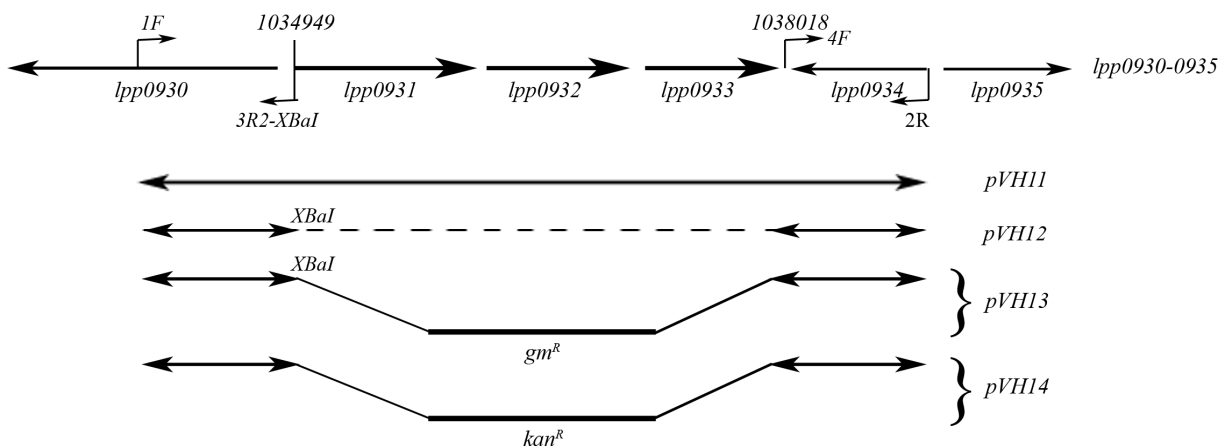 1F 1034949 1038018 4F
lpp0930 lpp0931 lpp0932 lpp0933 lpp0934 lpp0935 lpp0930-0935
3R2-XBaI 2R
pVH11
XBaI pVH12
XBaI
} pVH13
gm^R
} pVH14
kan^R